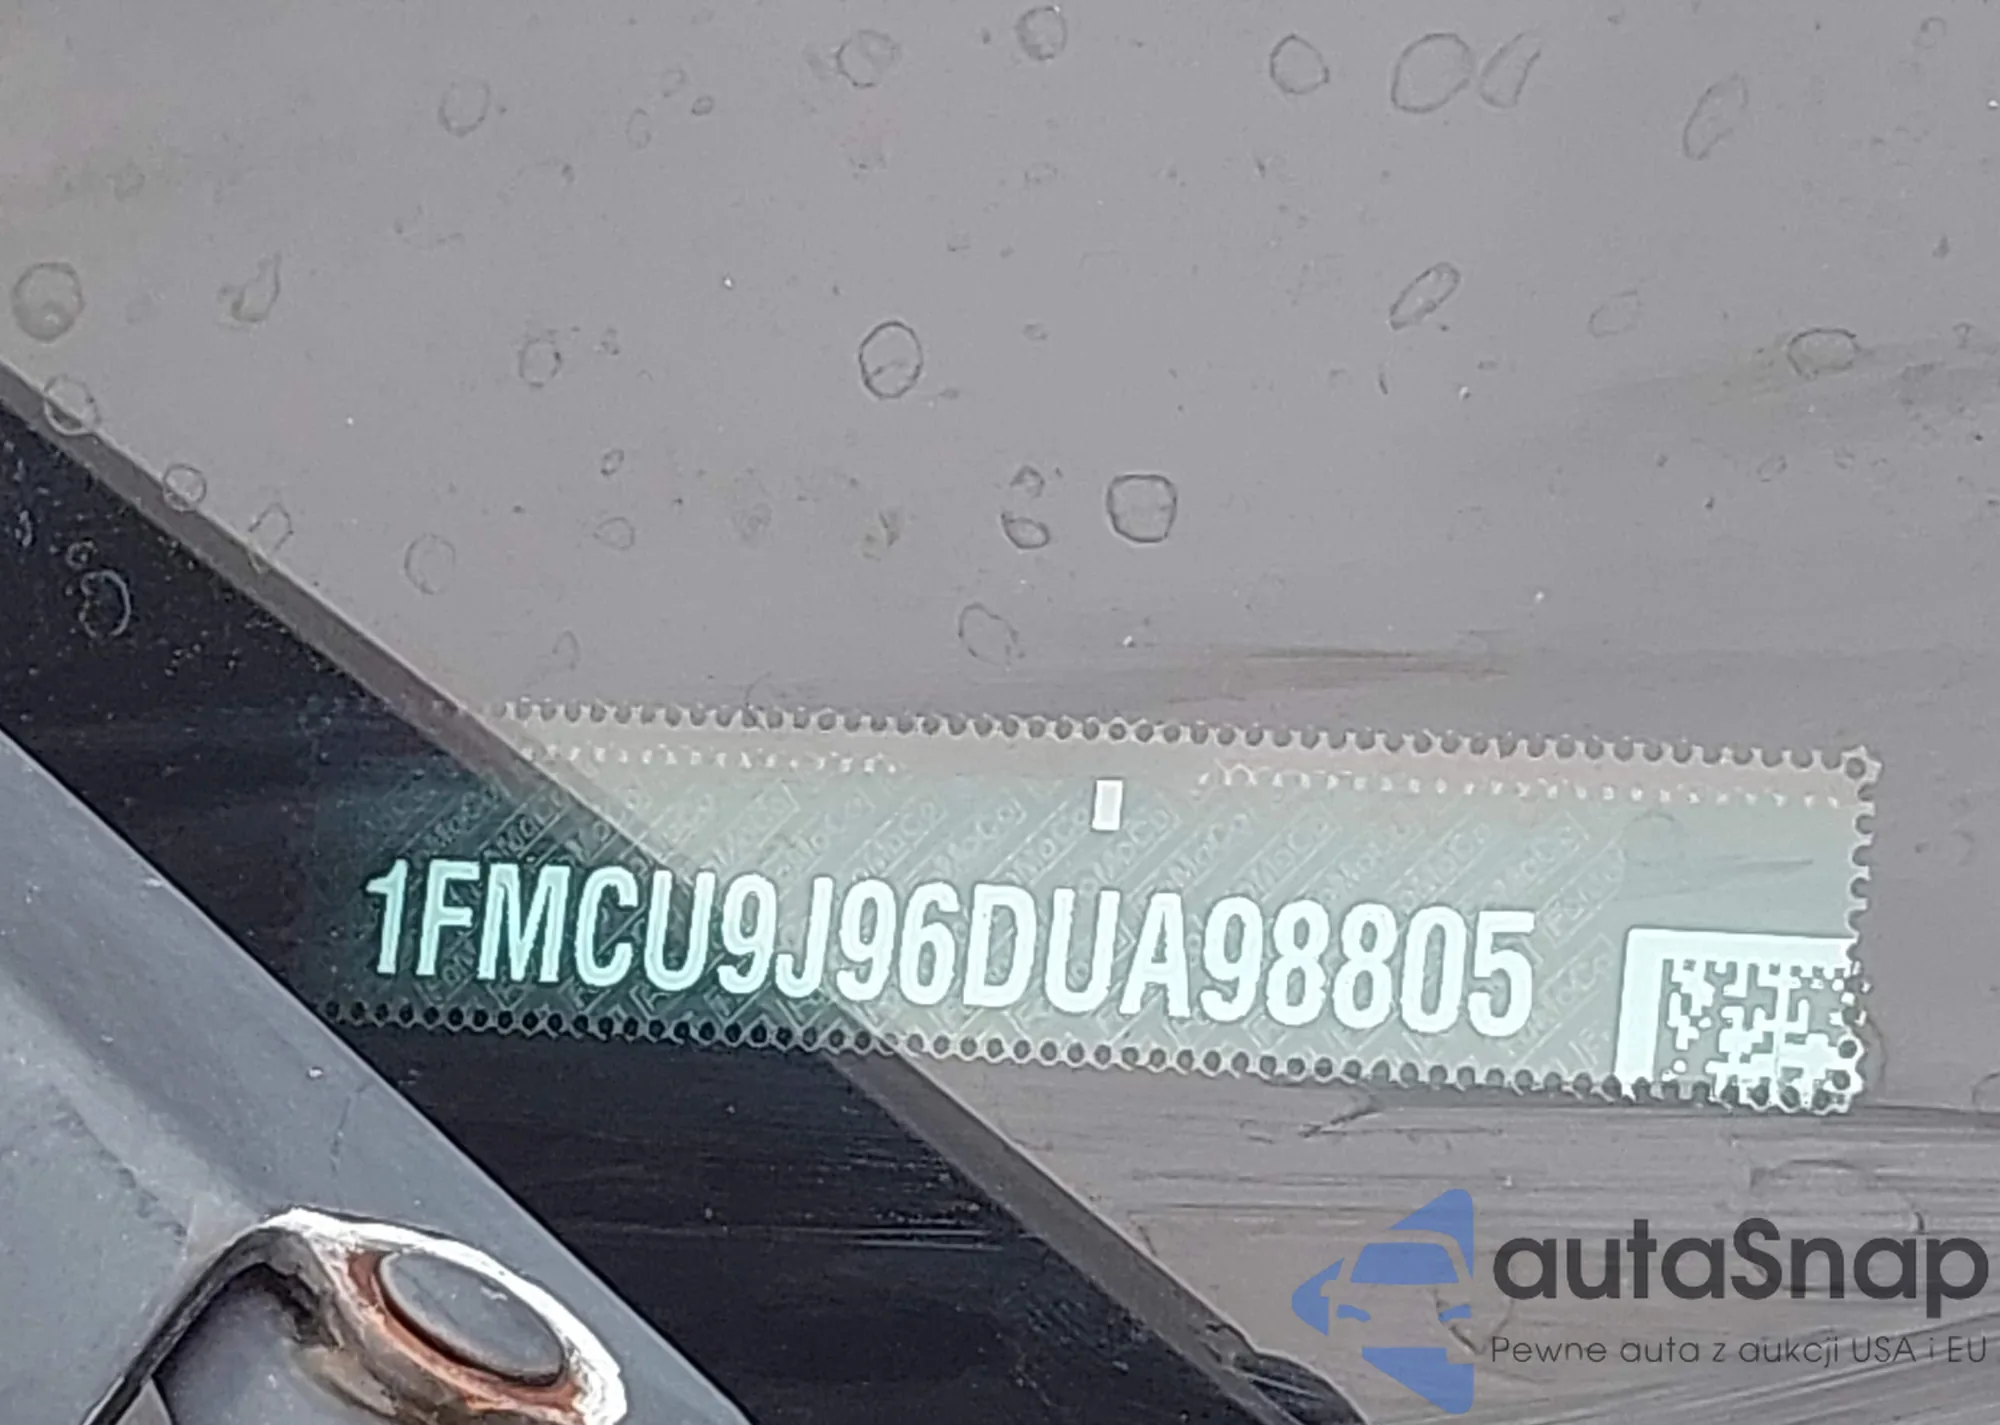 1FMCU9J96DUA98805
autaSnap
Pewne auta z aukcji USA i EU